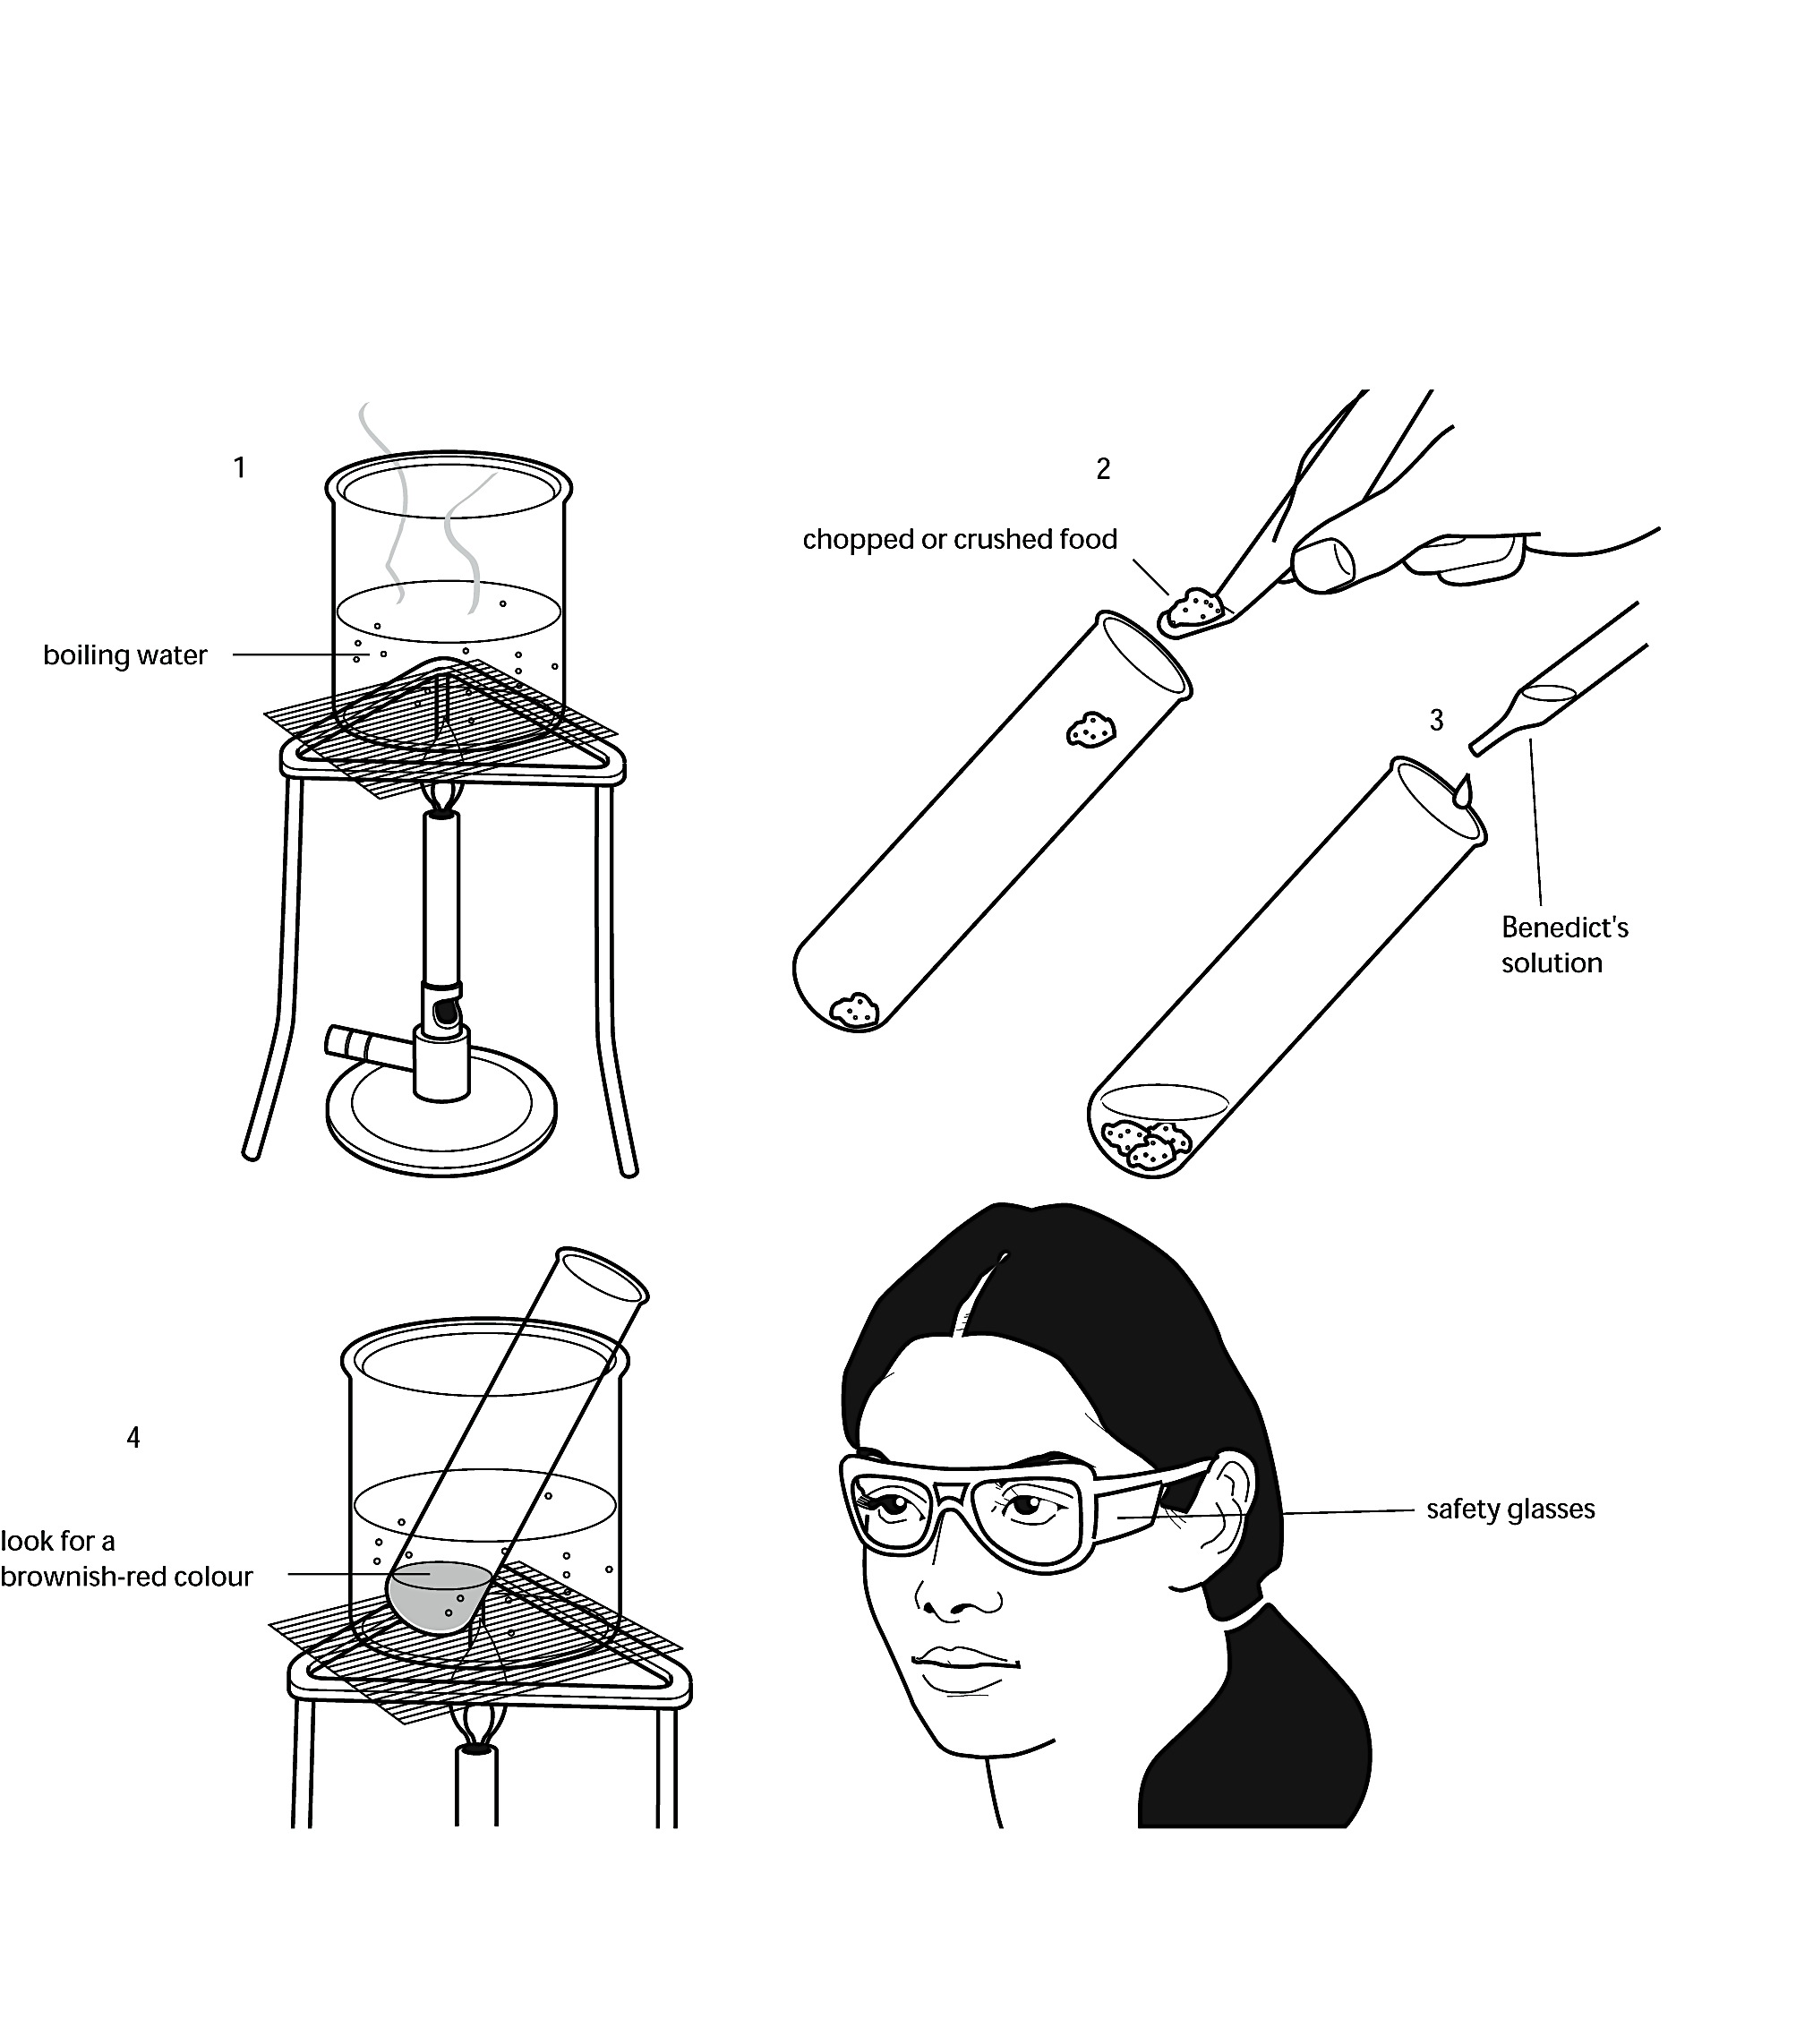 1
boiling water
2
chopped or crushed food
3
Benedict's
solution
4
look for a
brownish-red colour
safety glasses